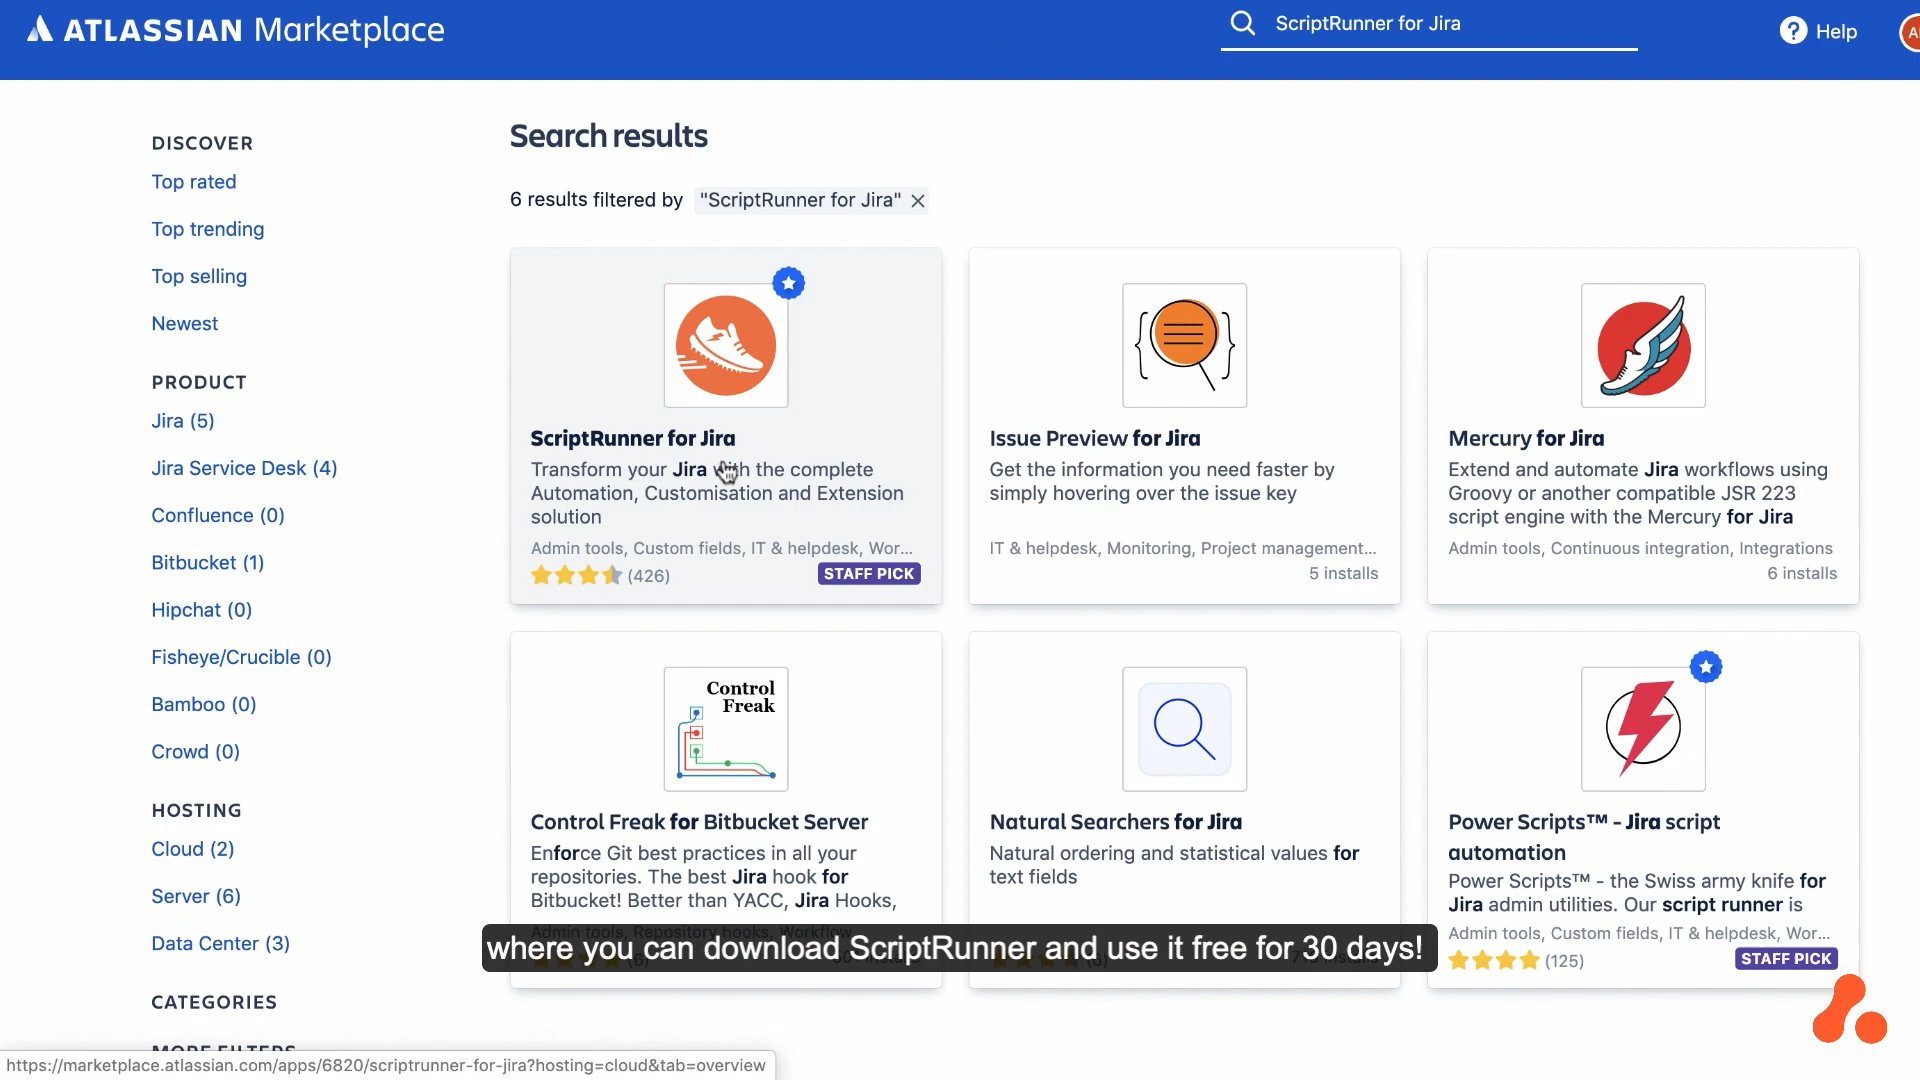 ATLASSIAN Marketplace
ScriptRunner for Jira
? Help
DISCOVER
Top rated
Top trending
Top selling
Newest
PRODUCT
Jira (5)
Jira Service Desk (4)
Confluence (0)
Bitbucket (1)
Hipchat (0)
Fisheye/Crucible (0)
Bamboo (0)
Crowd (0)
HOSTING
Cloud (2)
Server (6)
Data Center (3)
CATEGORIES
MORE FILTERS
Search results
6 results filtered by "ScriptRunner for Jira"
ScriptRunner for Jira
Transform your Jira with the complete
Automation, Customisation and Extension
solution
Admin tools, Custom fields, IT & helpdesk, Wor...
(426)
STAFF PICK
Issue Preview for Jira
Get the information you need faster by
simply hovering over the issue key
IT & helpdesk, Monitoring, Project management...
5 installs
Mercury for Jira
Extend and automate Jira workflows using
Groovy or another compatible JSR 223
script engine with the Mercury for Jira
Admin tools, Continuous integration, Integrations
6 installs
Control
Freak
Control Freak for Bitbucket Server
Enforce Git best practices in all your
repositories. The best Jira hook for
Bitbucket! Better than YACC, Jira Hooks,
Admin tools, Repository hooks, Workflow
Natural Searchers for Jira
Natural ordering and statistical values for
text fields
Power Scripts™ - Jira script
automation
Power Scripts™ - the Swiss army knife for
Jira admin utilities. Our script runner is
Admin tools, Custom fields, IT & helpdesk, Wor...
(125)
STAFF PICK
where you can download ScriptRunner and use it free for 30 days!
https://marketplace.atlassian.com/apps/6820/scriptrunner-for-jira?hosting=cloud&tab=overview